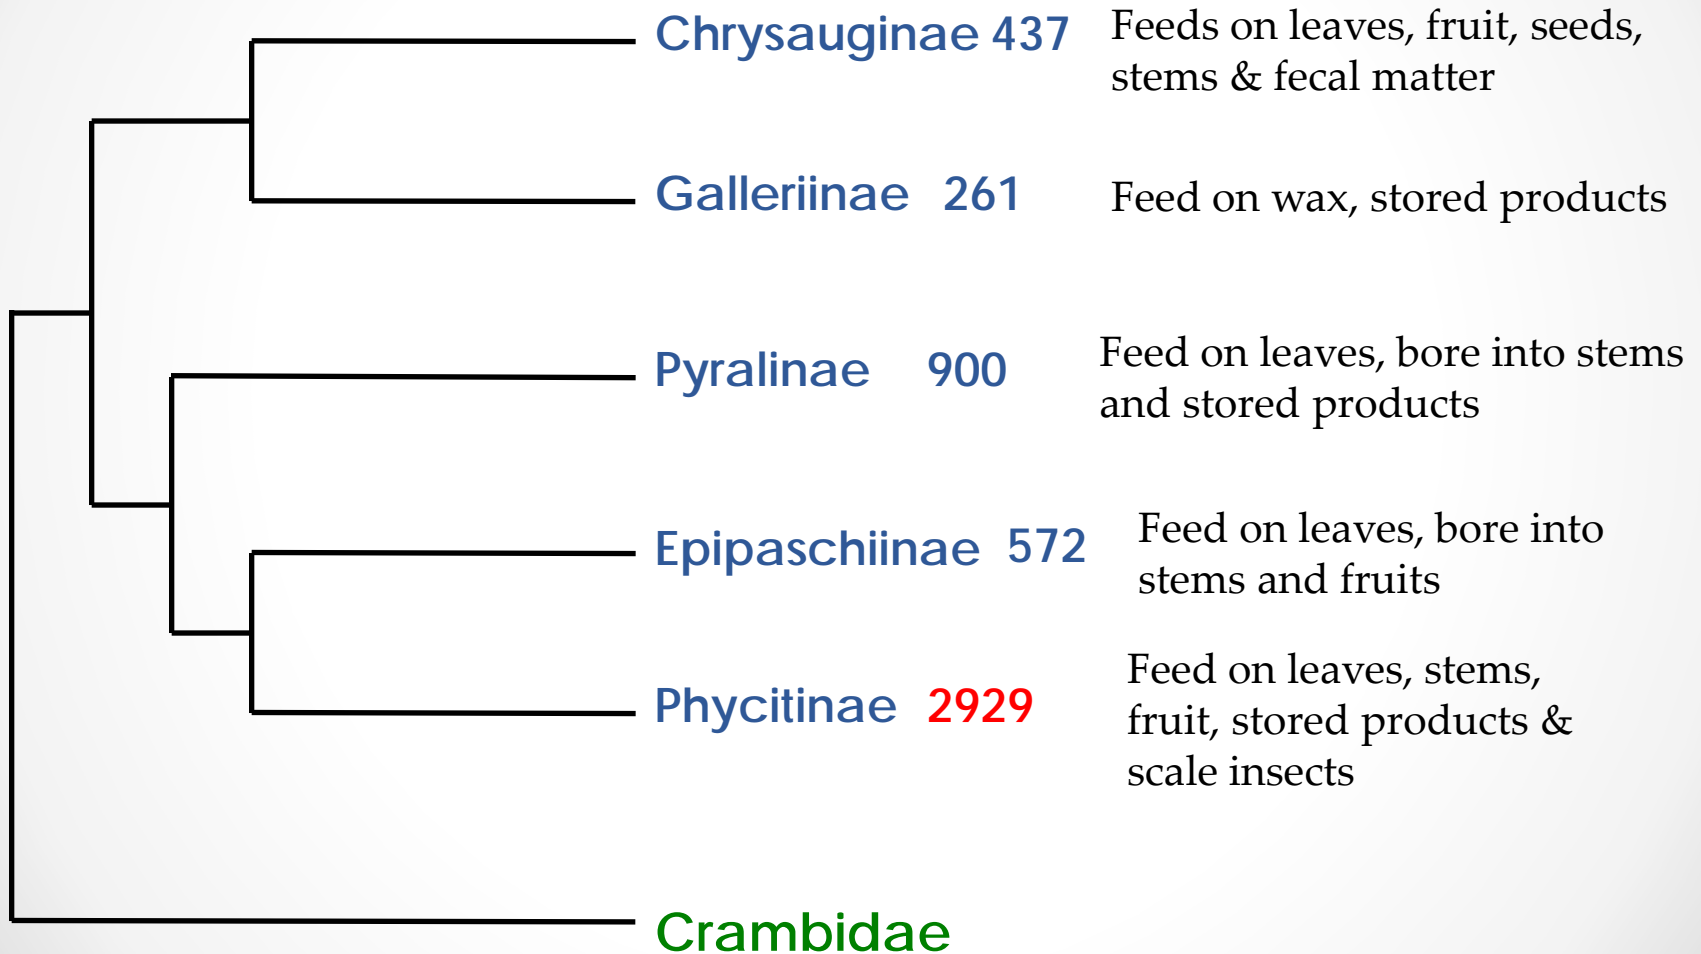 Chrysauginae 437 Feeds on leaves, fruit, seeds,
stems & fecal matter
Galleriinae 261 Feed on wax, stored products
Pyralinae 900 Feed on leaves, bore into stems
and stored products
Epipaschiinae 572 Feed on leaves, bore into
stems and fruits
Phycitinae 2929 Feed on leaves, stems,
fruit, stored products &
scale insects
Crambidae